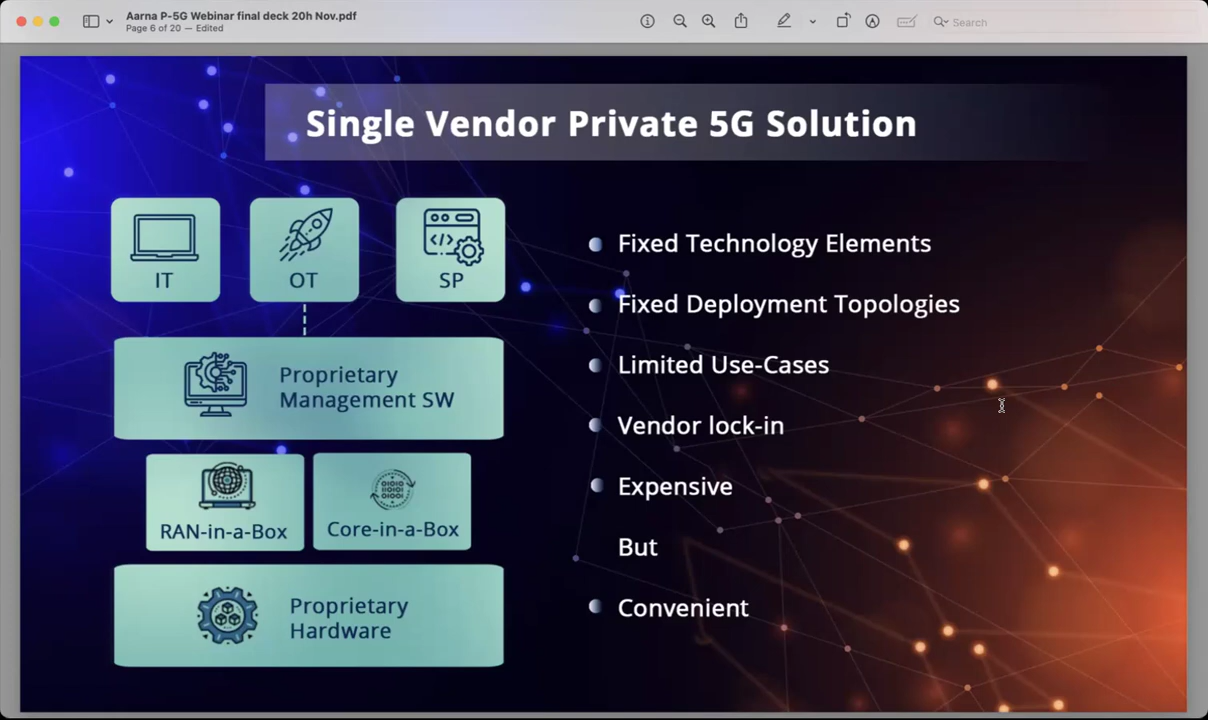 Aarna P-5G Webinar final deck 20h Nov.pdf
Page 6 of 20 — Edited
Search
Single Vendor Private 5G Solution
IT
OT
SP
Proprietary
Management SW
RAN-in-a-Box
Core-in-a-Box
Proprietary
Hardware
Fixed Technology Elements
Fixed Deployment Topologies
Limited Use-Cases
Vendor lock-in
Expensive
But
Convenient